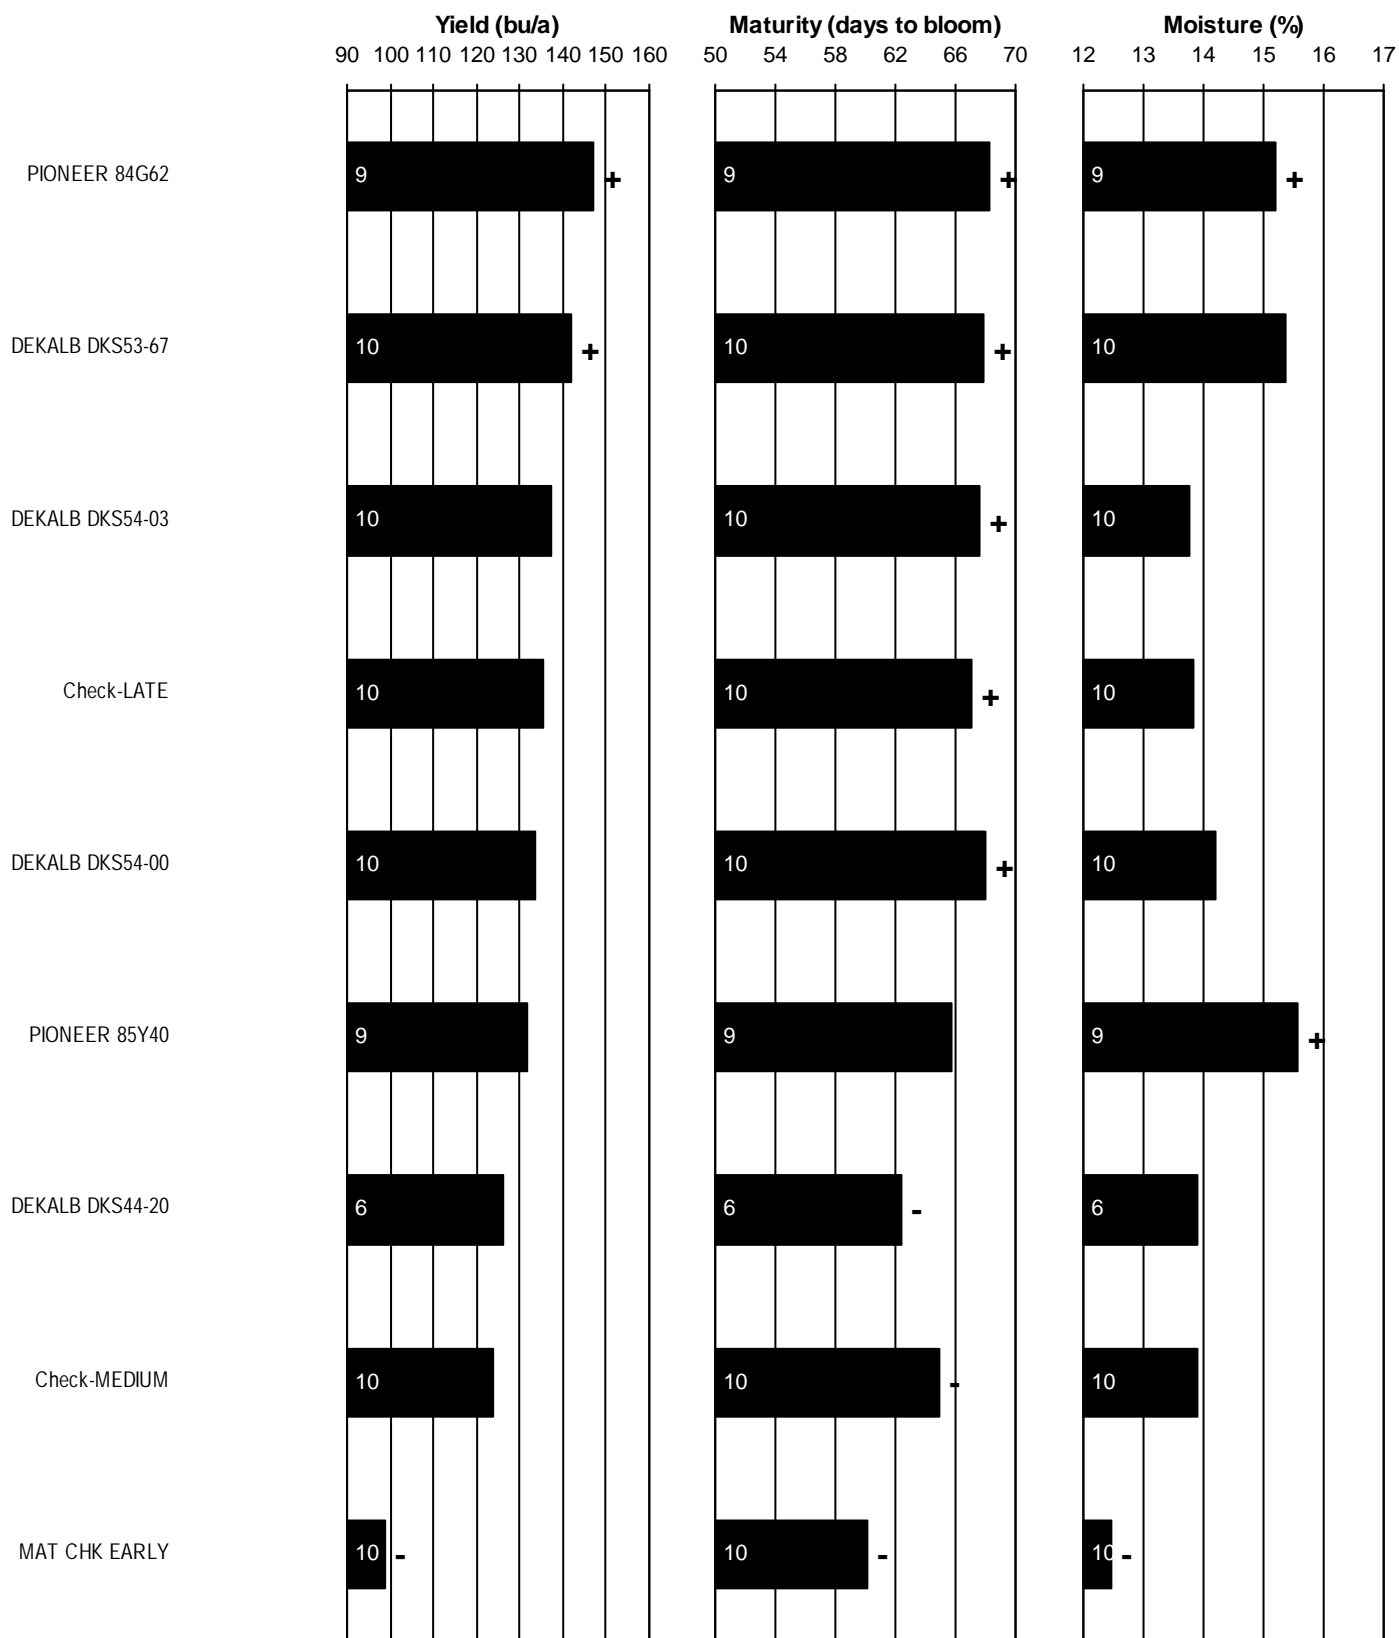 Yield (bu/a) Maturity (days to bloom) Moisture (%)
90 100 110 120 130 140 150 160 50 54 58 62 66 70 12 13 14 15 16 17
PIONEER 84G62 9 + 9 + 9 +
DEKALB DKS53-67 10 + 10 + 10
DEKALB DKS54-03 10 10 + 10
Check-LATE 10 10 + 10
DEKALB DKS54-00 10 10 + 10
PIONEER 85Y40 9 9 9 +
DEKALB DKS44-20 6 6 - 6
Check-MEDIUM 10 10 - 10
MAT CHK EARLY 10 - 10 - 10 -